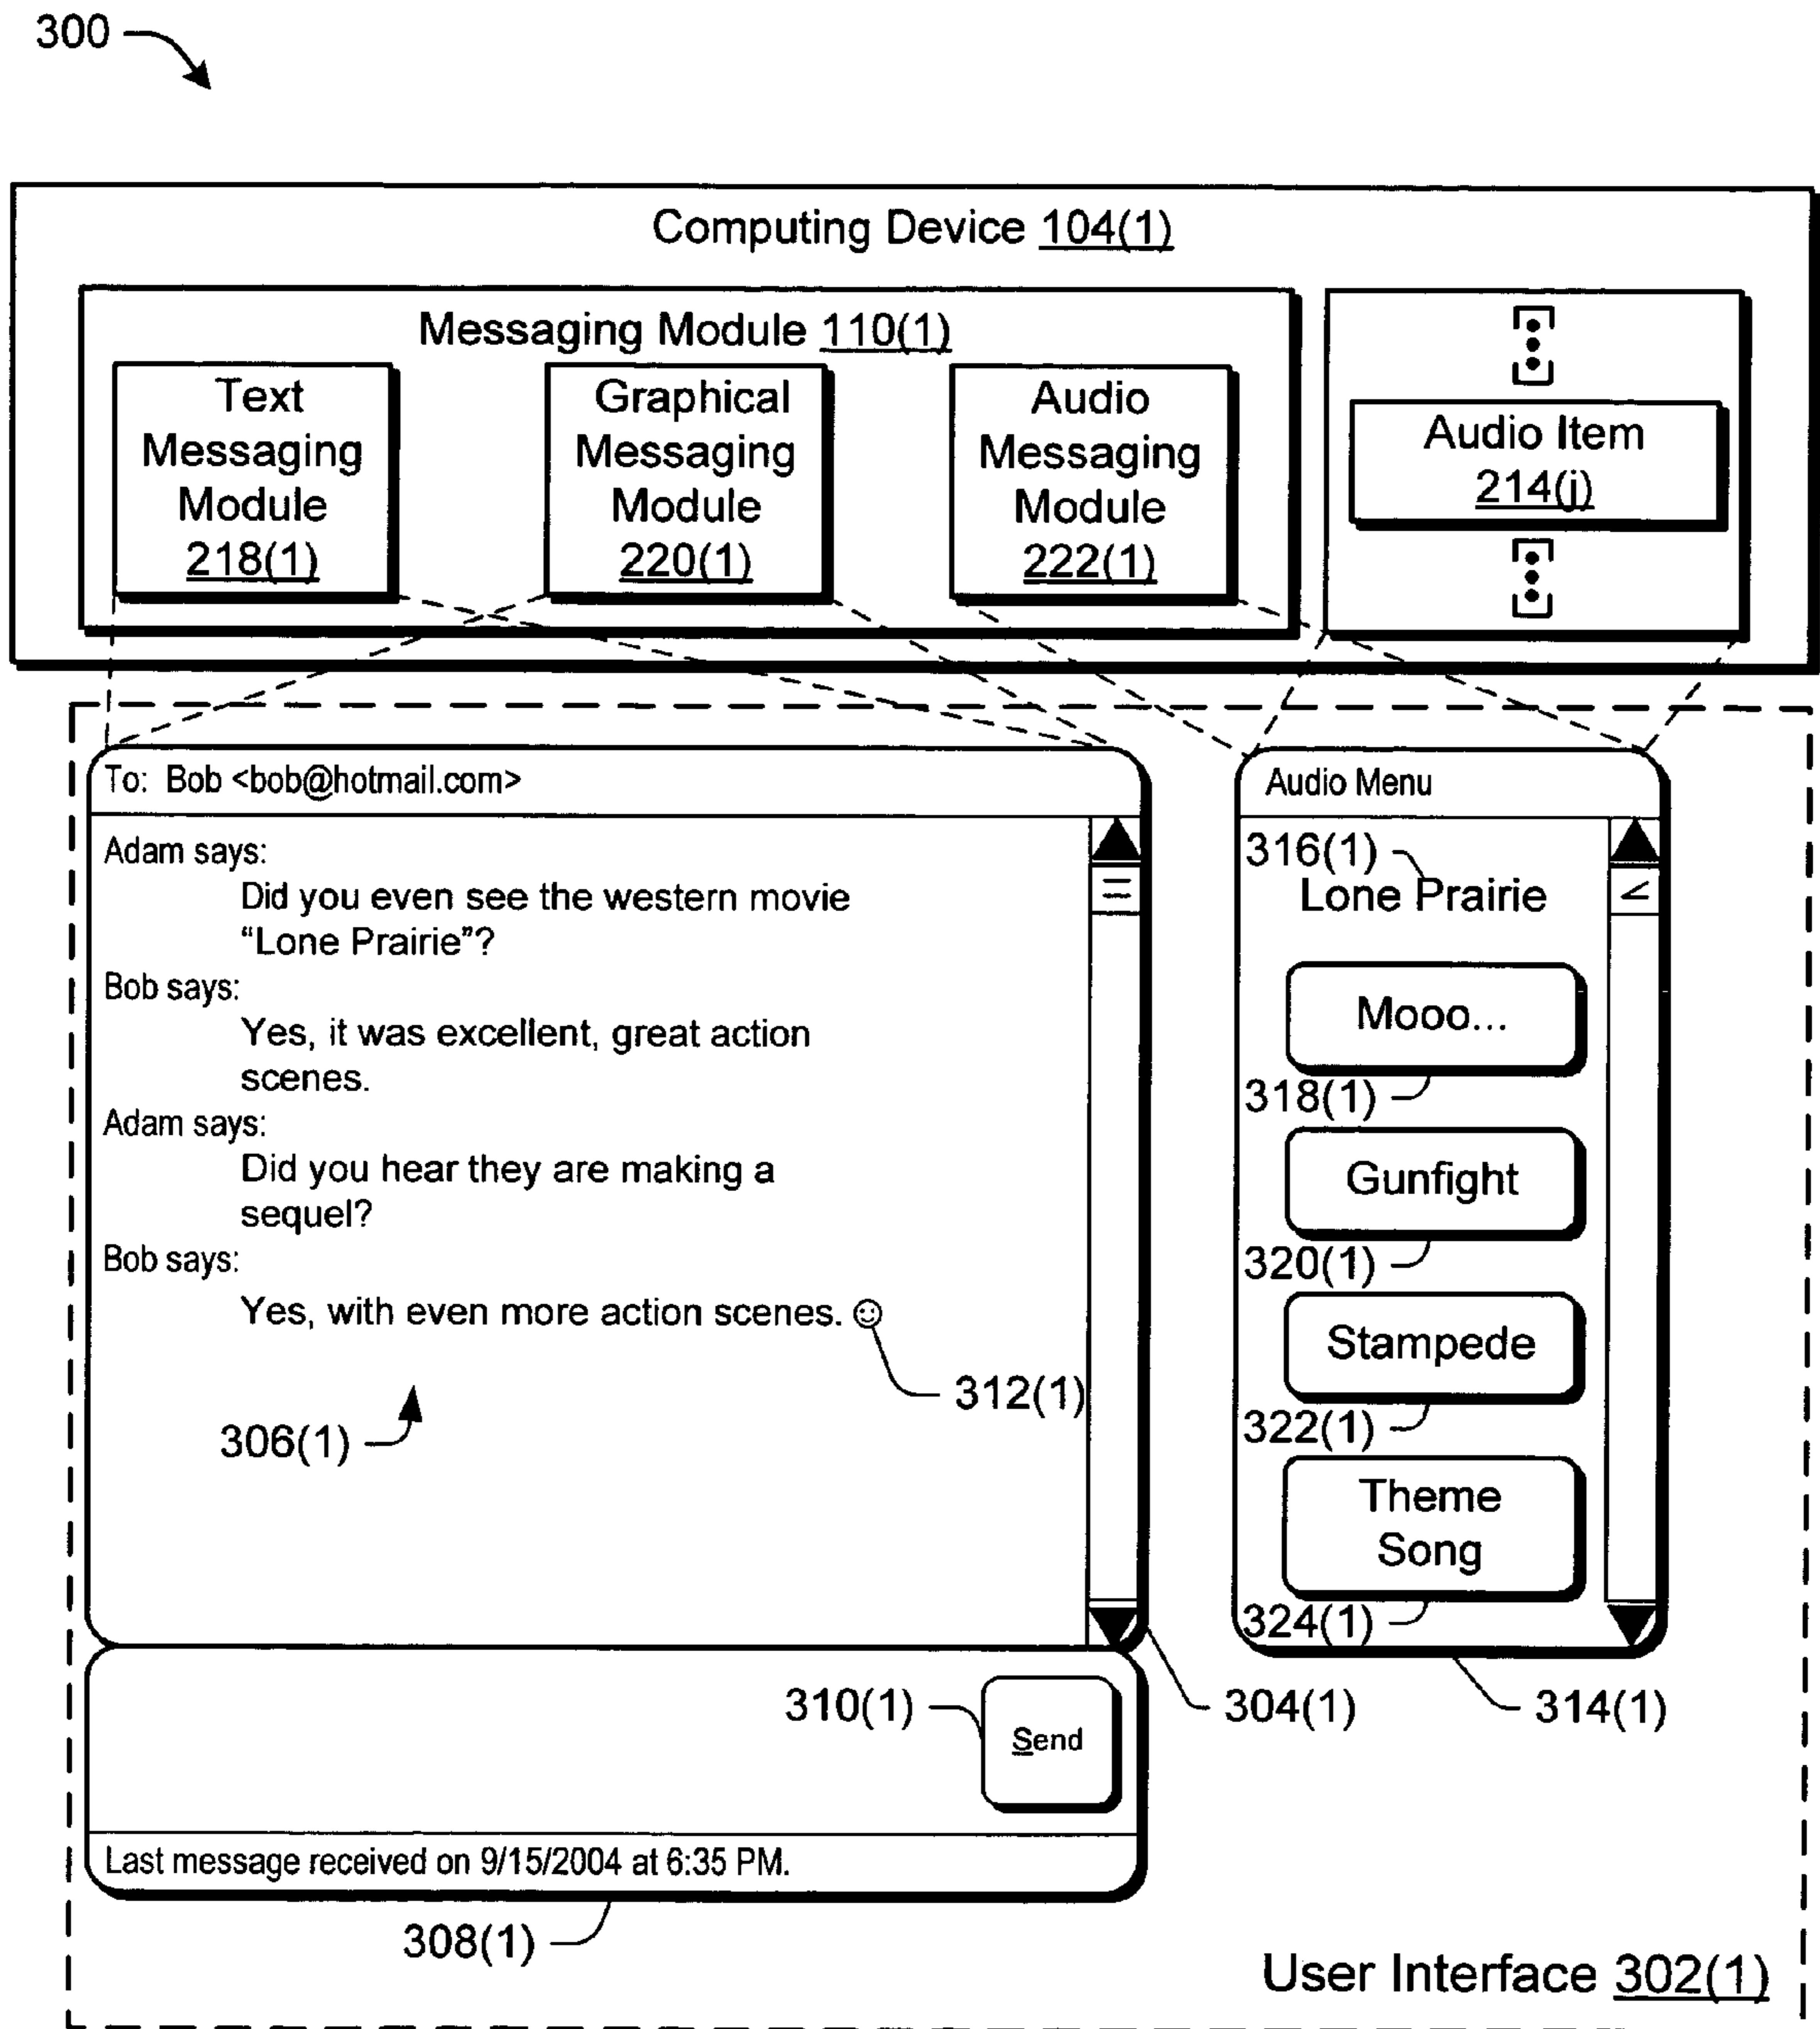 300
Computing Device 104(1)
Messaging Module 110(1)
Text
Messaging
Module
218(1)
Graphical
Messaging
Module
220(1)
Audio
Messaging
Module
222(1)
Audio Item
214(j)
To: Bob <bob@hotmail.com>
Adam says:
Did you even see the western movie
“Lone Prairie”?
Bob says:
Yes, it was excellent, great action
scenes.
Adam says:
Did you hear they are making a
sequel?
Bob says:
Yes, with even more action scenes. ☺
312(1)
306(1)
310(1)
Send
304(1)
Last message received on 9/15/2004 at 6:35 PM.
308(1)
Audio Menu
316(1)
Lone Prairie
Mooo...
318(1)
Gunfight
320(1)
Stampede
322(1)
Theme
Song
324(1)
314(1)
User Interface 302(1)